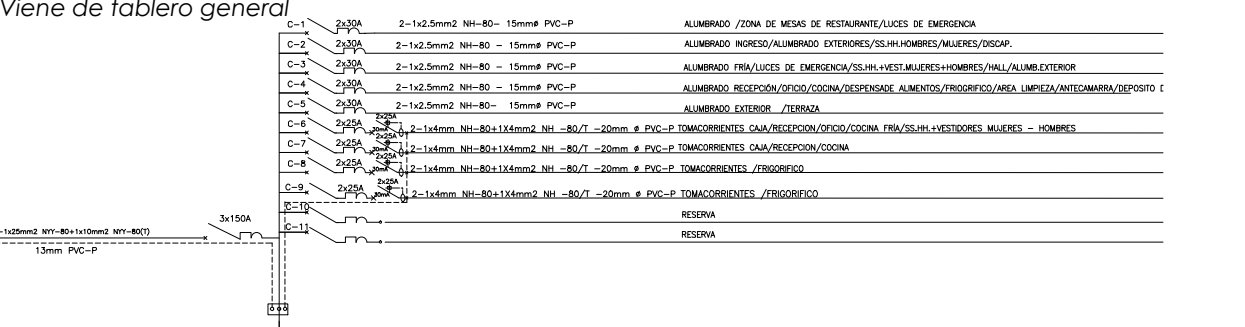 Viene de tablero general
C-1 2x30A 2-1x2.5mm2 NH-80- 15mmø PVC-P ALUMBRADO /ZONA DE MESAS DE RESTAURANTE/LUCES DE EMERGENCIA
C-2 2x30A 2-1x2.5mm2 NH-80 - 15mmø PVC-P ALUMBRADO INGRESO/ALUMBRADO EXTERIORES/SS.HH.HOMBRES/MUJERES/DISCAP.
C-3 2x30A 2-1x2.5mm2 NH-80 - 15mmø PVC-P ALUMBRADO FRÍA/LUCES DE EMERGENCIA/SS.HH.+VEST.MUJERES+HOMBRES/HALL/ALUMB.EXTERIOR
C-4 2x30A 2-1x2.5mm2 NH-80 - 15mmø PVC-P ALUMBRADO RECEPCIÓN/OFICIO/COCINA/DESPENSADE ALIMENTOS/FRIOGRIFICO/AREA LIMPIEZA/ANTECAMARRA/DEPOSITO
C-5 2x30A 2-1x2.5mm2 NH-80- 15mmø PVC-P ALUMBRADO EXTERIOR /TERRAZA
C-6 2x25A 2x25A 30mA 2-1x4mm NH-80+1X4mm2 NH -80/T -20mm ø PVC-P TOMACORRIENTES CAJA/RECEPCION/OFICIO/COCINA FRÍA/SS.HH.+VESTIDORES MUJERES - HOMBRES
C-7 2x25A 2x25A 30mA 2-1x4mm NH-80+1X4mm2 NH -80/T -20mm ø PVC-P TOMACORRIENTES CAJA/RECEPCION/COCINA
C-8 2x25A 2x25A 30mA 2-1x4mm NH-80+1X4mm2 NH -80/T -20mm ø PVC-P TOMACORRIENTES /FRIGORIFICO
C-9 2x25A 2x25A 30mA 2-1x4mm NH-80+1X4mm2 NH -80/T -20mm ø PVC-P TOMACORRIENTES /FRIGORIFICO
C-10 RESERVA
C-11 RESERVA
3x150A
-1x25mm2 NYY-80+1x10mm2 NYY-80(T)
13mm PVC-P